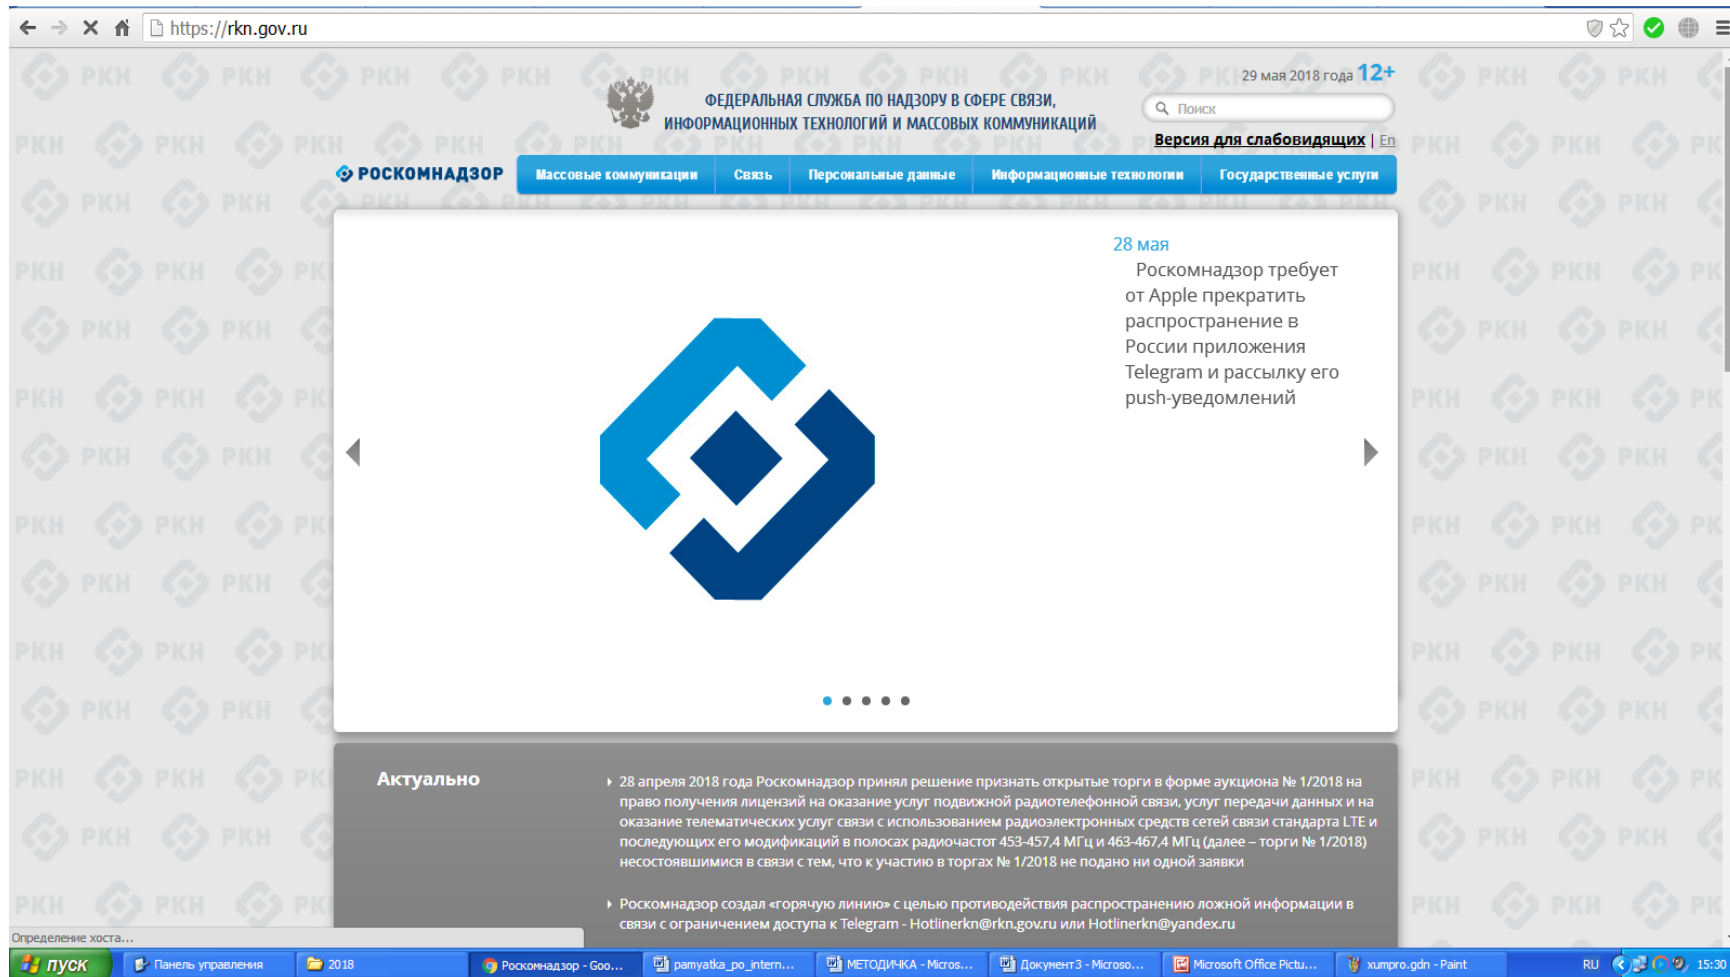 https://rkn.gov.ru
29 мая 2018 года 12+
ФЕДЕРАЛЬНАЯ СЛУЖБА ПО НАДЗОРУ В СФЕРЕ СВЯЗИ,
ИНФОРМАЦИОННЫХ ТЕХНОЛОГИЙ И МАССОВЫХ КОММУНИКАЦИЙ
Поиск
Версия для слабовидящих | En
РОСКОМНАДЗОР
Массовые коммуникации Связь Персональные данные Информационные технологии Государственные услуги
28 мая
Роскомнадзор требует
от Apple прекратить
распространение в
России приложения
Telegram и рассылку его
push-уведомлений
Актуально
28 апреля 2018 года Роскомнадзор принял решение признать открытые торги в форме аукциона № 1/2018 на
право получения лицензий на оказание услуг подвижной радиотелефонной связи, услуг передачи данных и на
оказание телематических услуг связи с использованием радиоэлектронных средств сетей связи стандарта LTE и
последующих его модификаций в полосах радиочастот 453-457,4 МГц и 463-467,4 МГц (далее – торги № 1/2018)
несостоявшимися в связи с тем, что к участию в торгах № 1/2018 не подано ни одной заявки
Роскомнадзор создал «горячую линию» с целью противодействия распространению ложной информации в
связи с ограничением доступа к Telegram - Hotlinerkn@rkn.gov.ru или Hotlinerkn@yandex.ru
РКН
Определение хоста...
пуск Панель управления 2018 Роскомнадзор - Goo... pamyatka_po_intern... МЕТОДИЧКА - Micros... Документ3 - Microso... Microsoft Office Pictu... xumpro.gdn - Paint RU 15:30